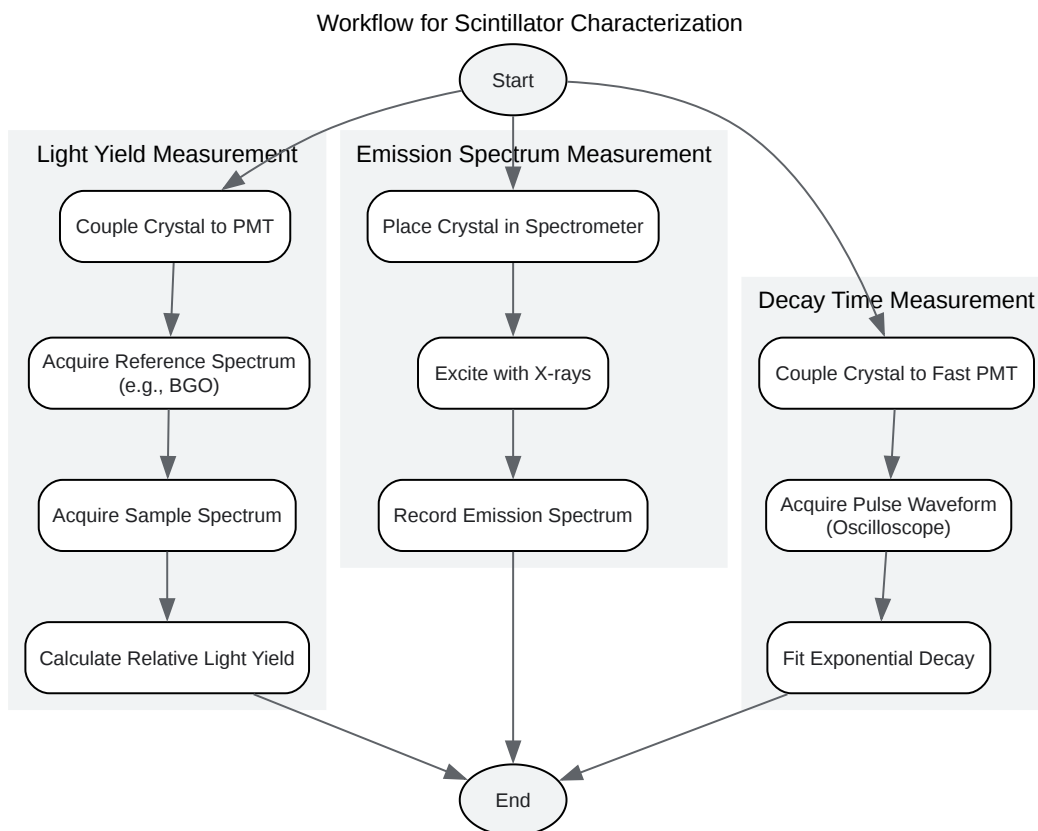 Workflow for Scintillator Characterization
Start
Light Yield Measurement
Couple Crystal to PMT
Acquire Reference Spectrum
(e.g., BGO)
Acquire Sample Spectrum
Calculate Relative Light Yield
Emission Spectrum Measurement
Place Crystal in Spectrometer
Excite with X-rays
Record Emission Spectrum
Decay Time Measurement
Couple Crystal to Fast PMT
Acquire Pulse Waveform
(Oscilloscope)
Fit Exponential Decay
End